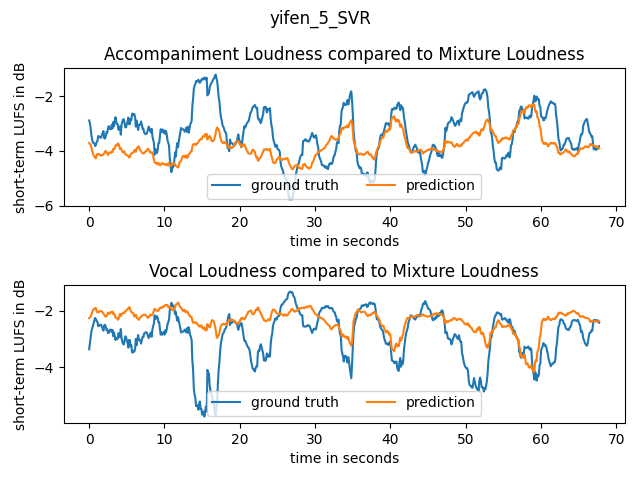 yifen_5_SVR
Accompaniment Loudness compared to Mixture Loudness
short-term LUFS in dB
−2
−4
−6
ground truth
prediction
0 10 20 30 40 50 60 70
time in seconds
Vocal Loudness compared to Mixture Loudness
short-term LUFS in dB
−2
−4
ground truth
prediction
0 10 20 30 40 50 60 70
time in seconds